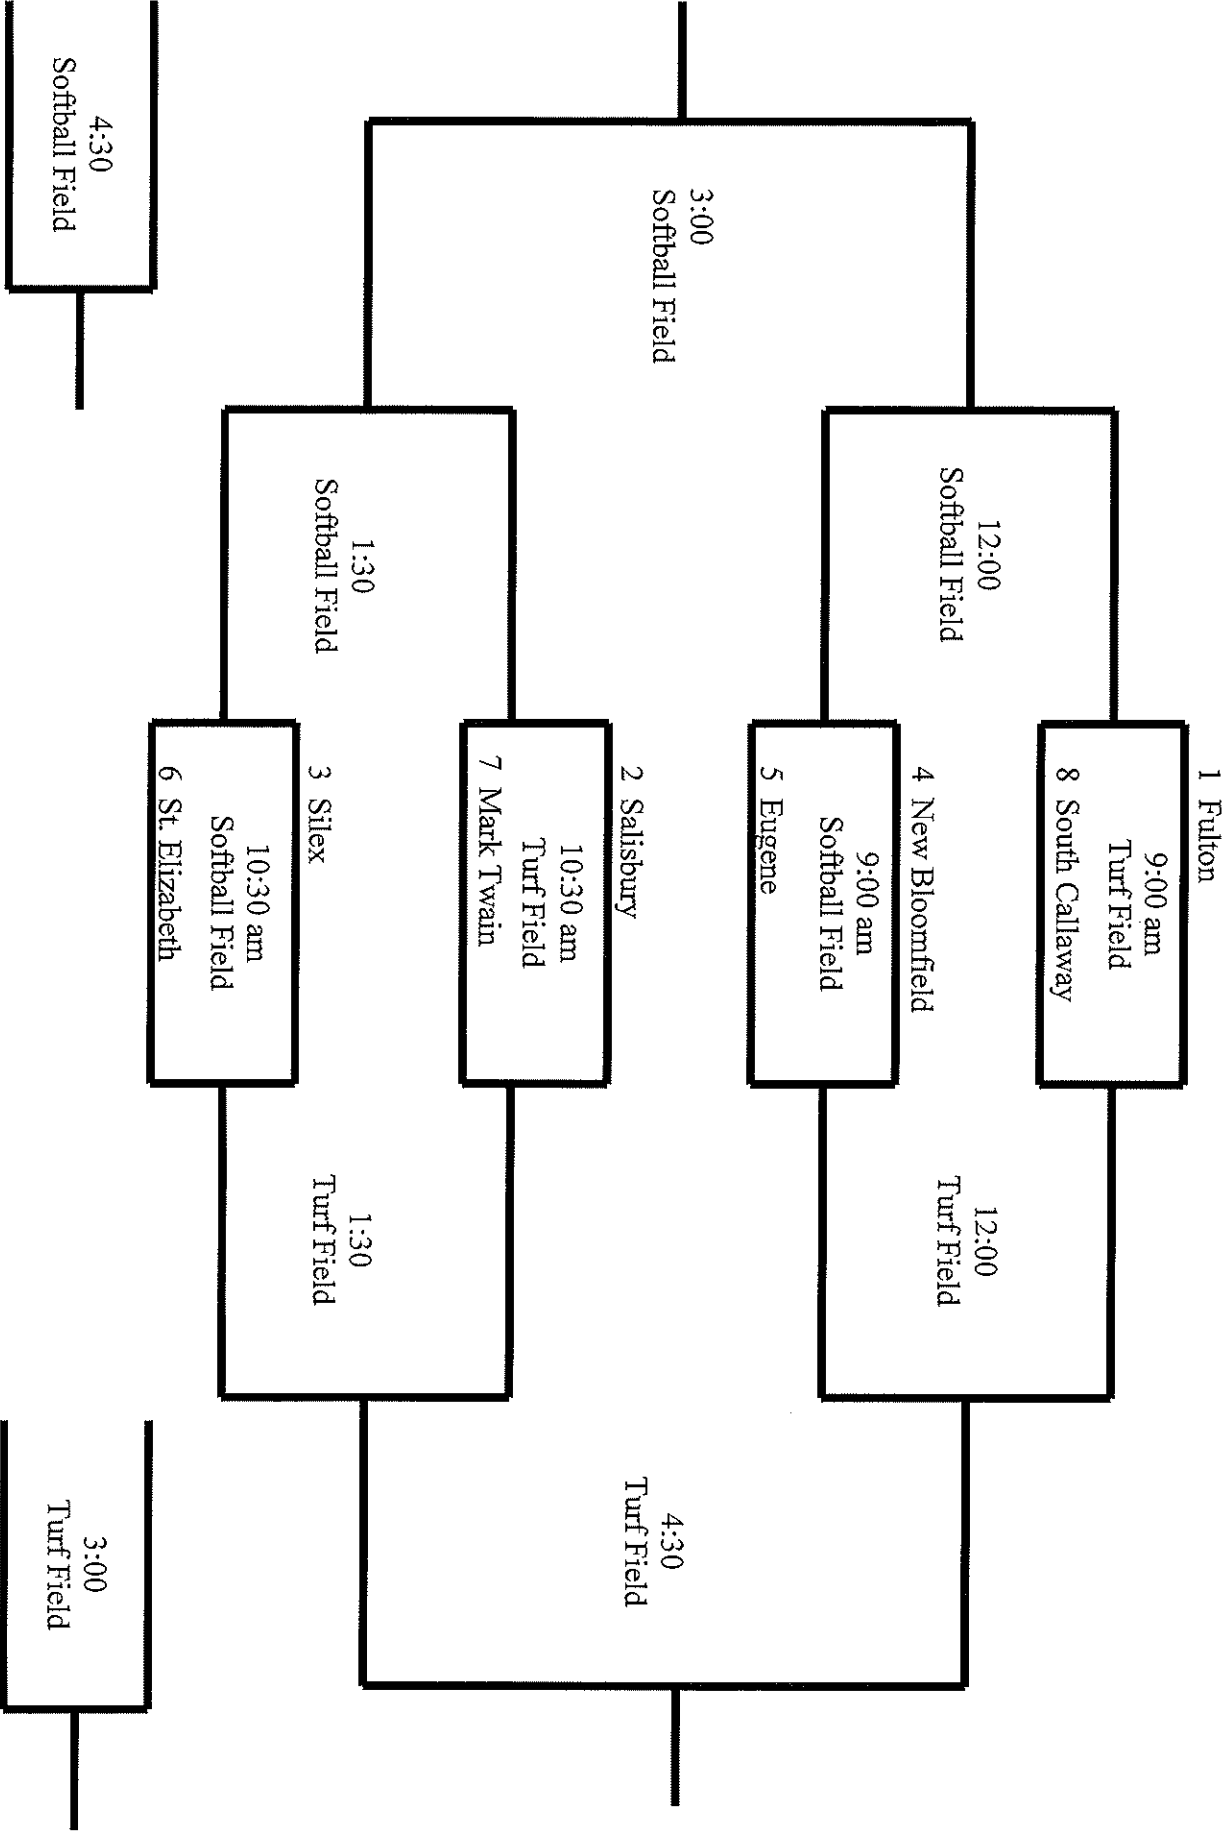 1 Fulton
9:00 am
Turf Field
8 South Callaway
12:00
Softball Field
12:00
Turf Field
4 New Bloomfield
9:00 am
Softball Field
5 Eugene
3:00
Softball Field
4:30
Turf Field
2 Salisbury
10:30 am
Turf Field
7 Mark Twain
1:30
Softball Field
1:30
Turf Field
3 Silex
10:30 am
Softball Field
6 St. Elizabeth
4:30
Softball Field
3:00
Turf Field